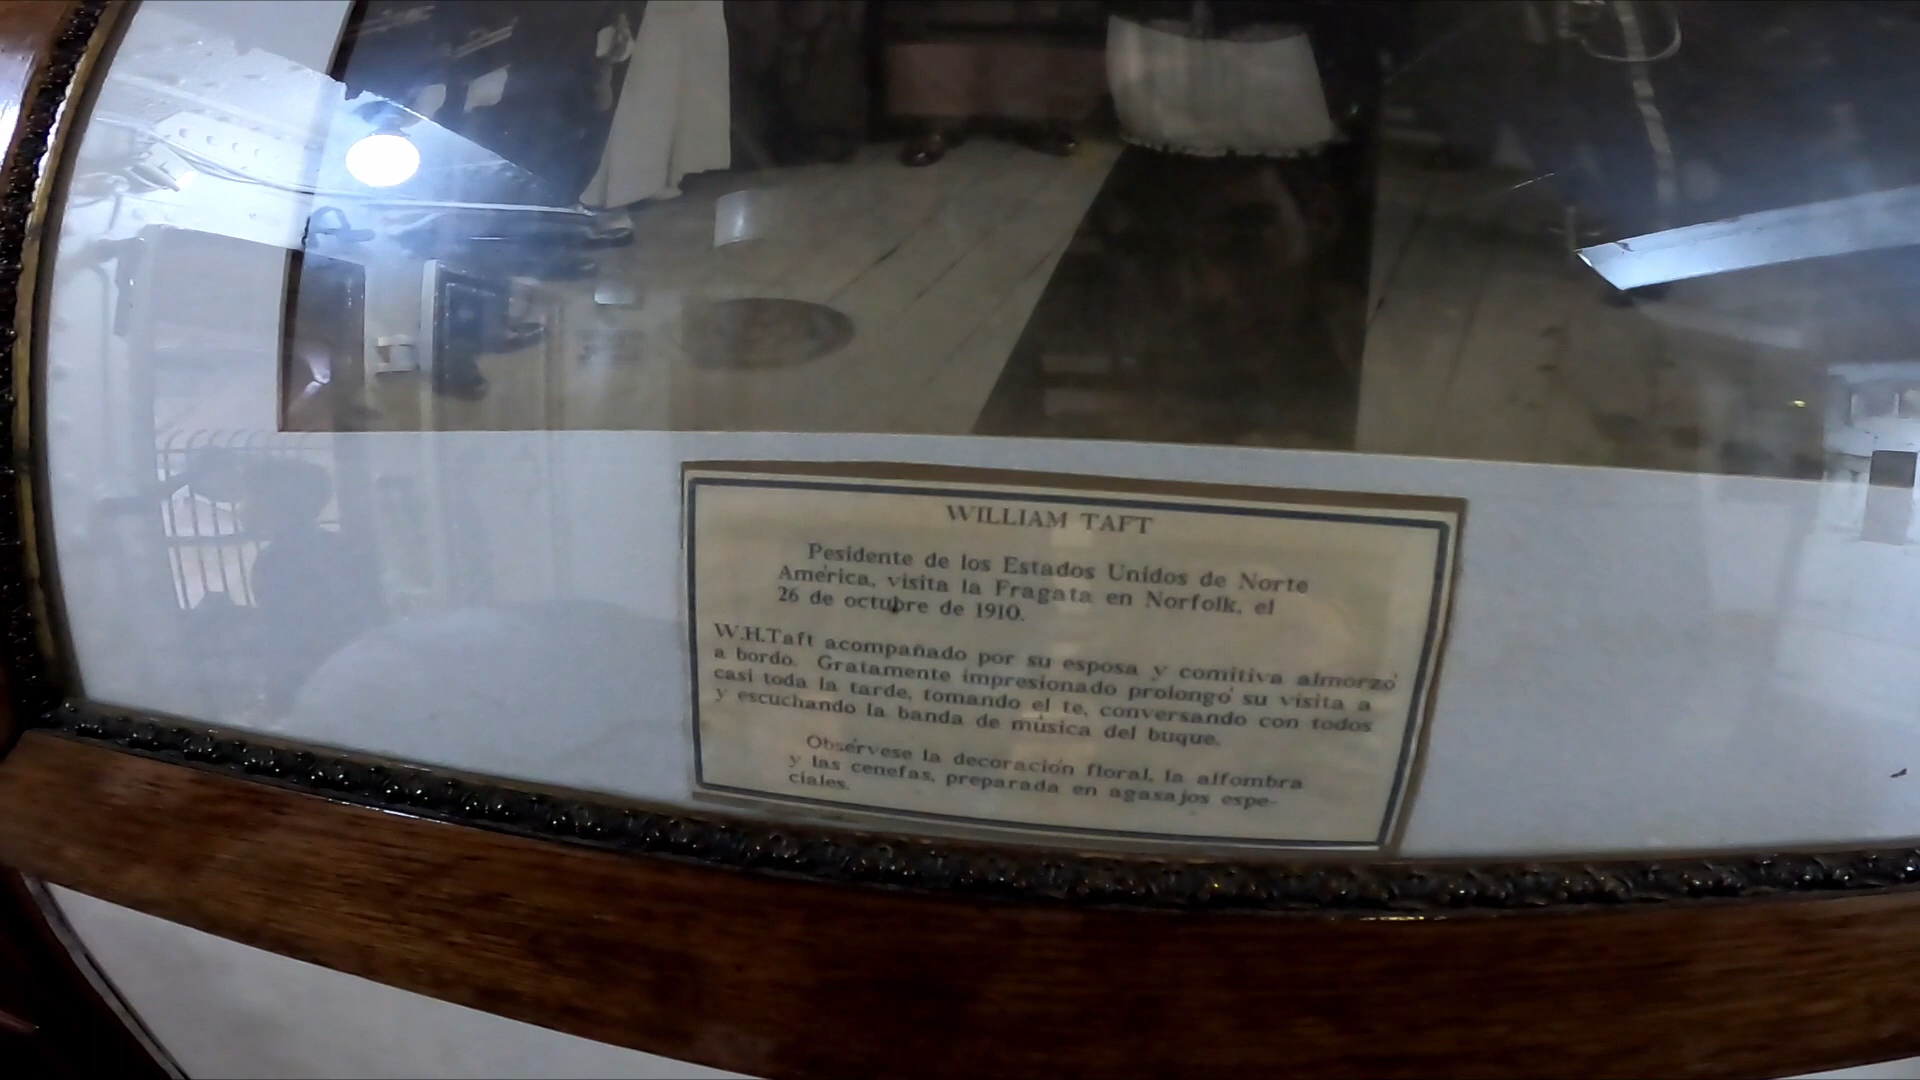 WILLIAM TAFT
Pesidente de los Estados Unidos de Norte
América, visita la Fragata en Norfolk, el
26 de octubre de 1910.
W.H.Taft acompañado por su esposa y comitiva almorzó
a bordo. Gratamente impresionado prolongó su visita a
casi toda la tarde, tomando el te, conversando con todos
y escuchando la banda de música del buque.
Obsérvese la decoración floral, la alfombra
y las cenefas, preparada en agasajos espe-
ciales.